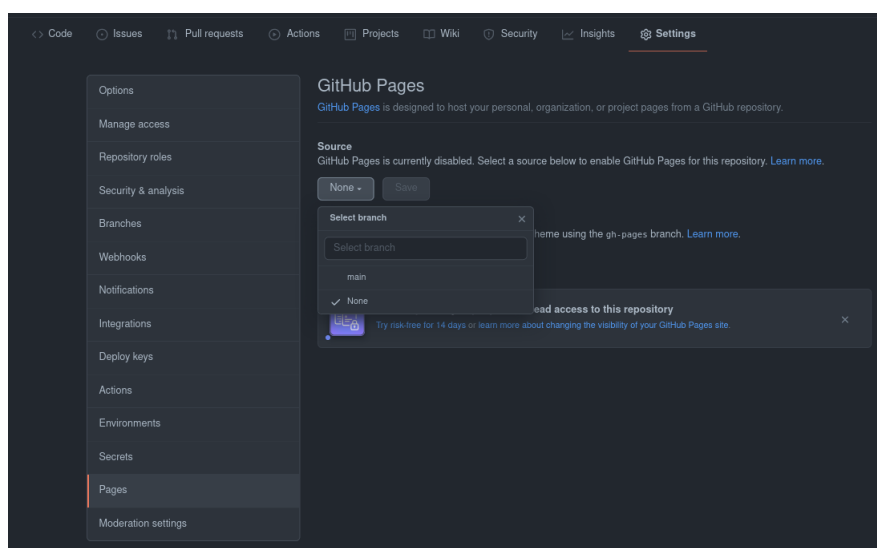 Code Issues Pull requests Actions Projects Wiki Security Insights Settings
Options
Manage access
Repository roles
Security & analysis
Branches
Webhooks
Notifications
Integrations
Deploy keys
Actions
Environments
Secrets
Pages
Moderation settings
GitHub Pages
GitHub Pages is designed to host your personal, organization, or project pages from a GitHub repository.
Source
GitHub Pages is currently disabled. Select a source below to enable GitHub Pages for this repository. Learn more.
None Save
Select branch
Select branch
main
None
heme using the gh-pages branch. Learn more.
ead access to this repository
Try risk-free for 14 days or learn more about changing the visibility of your GitHub Pages site.